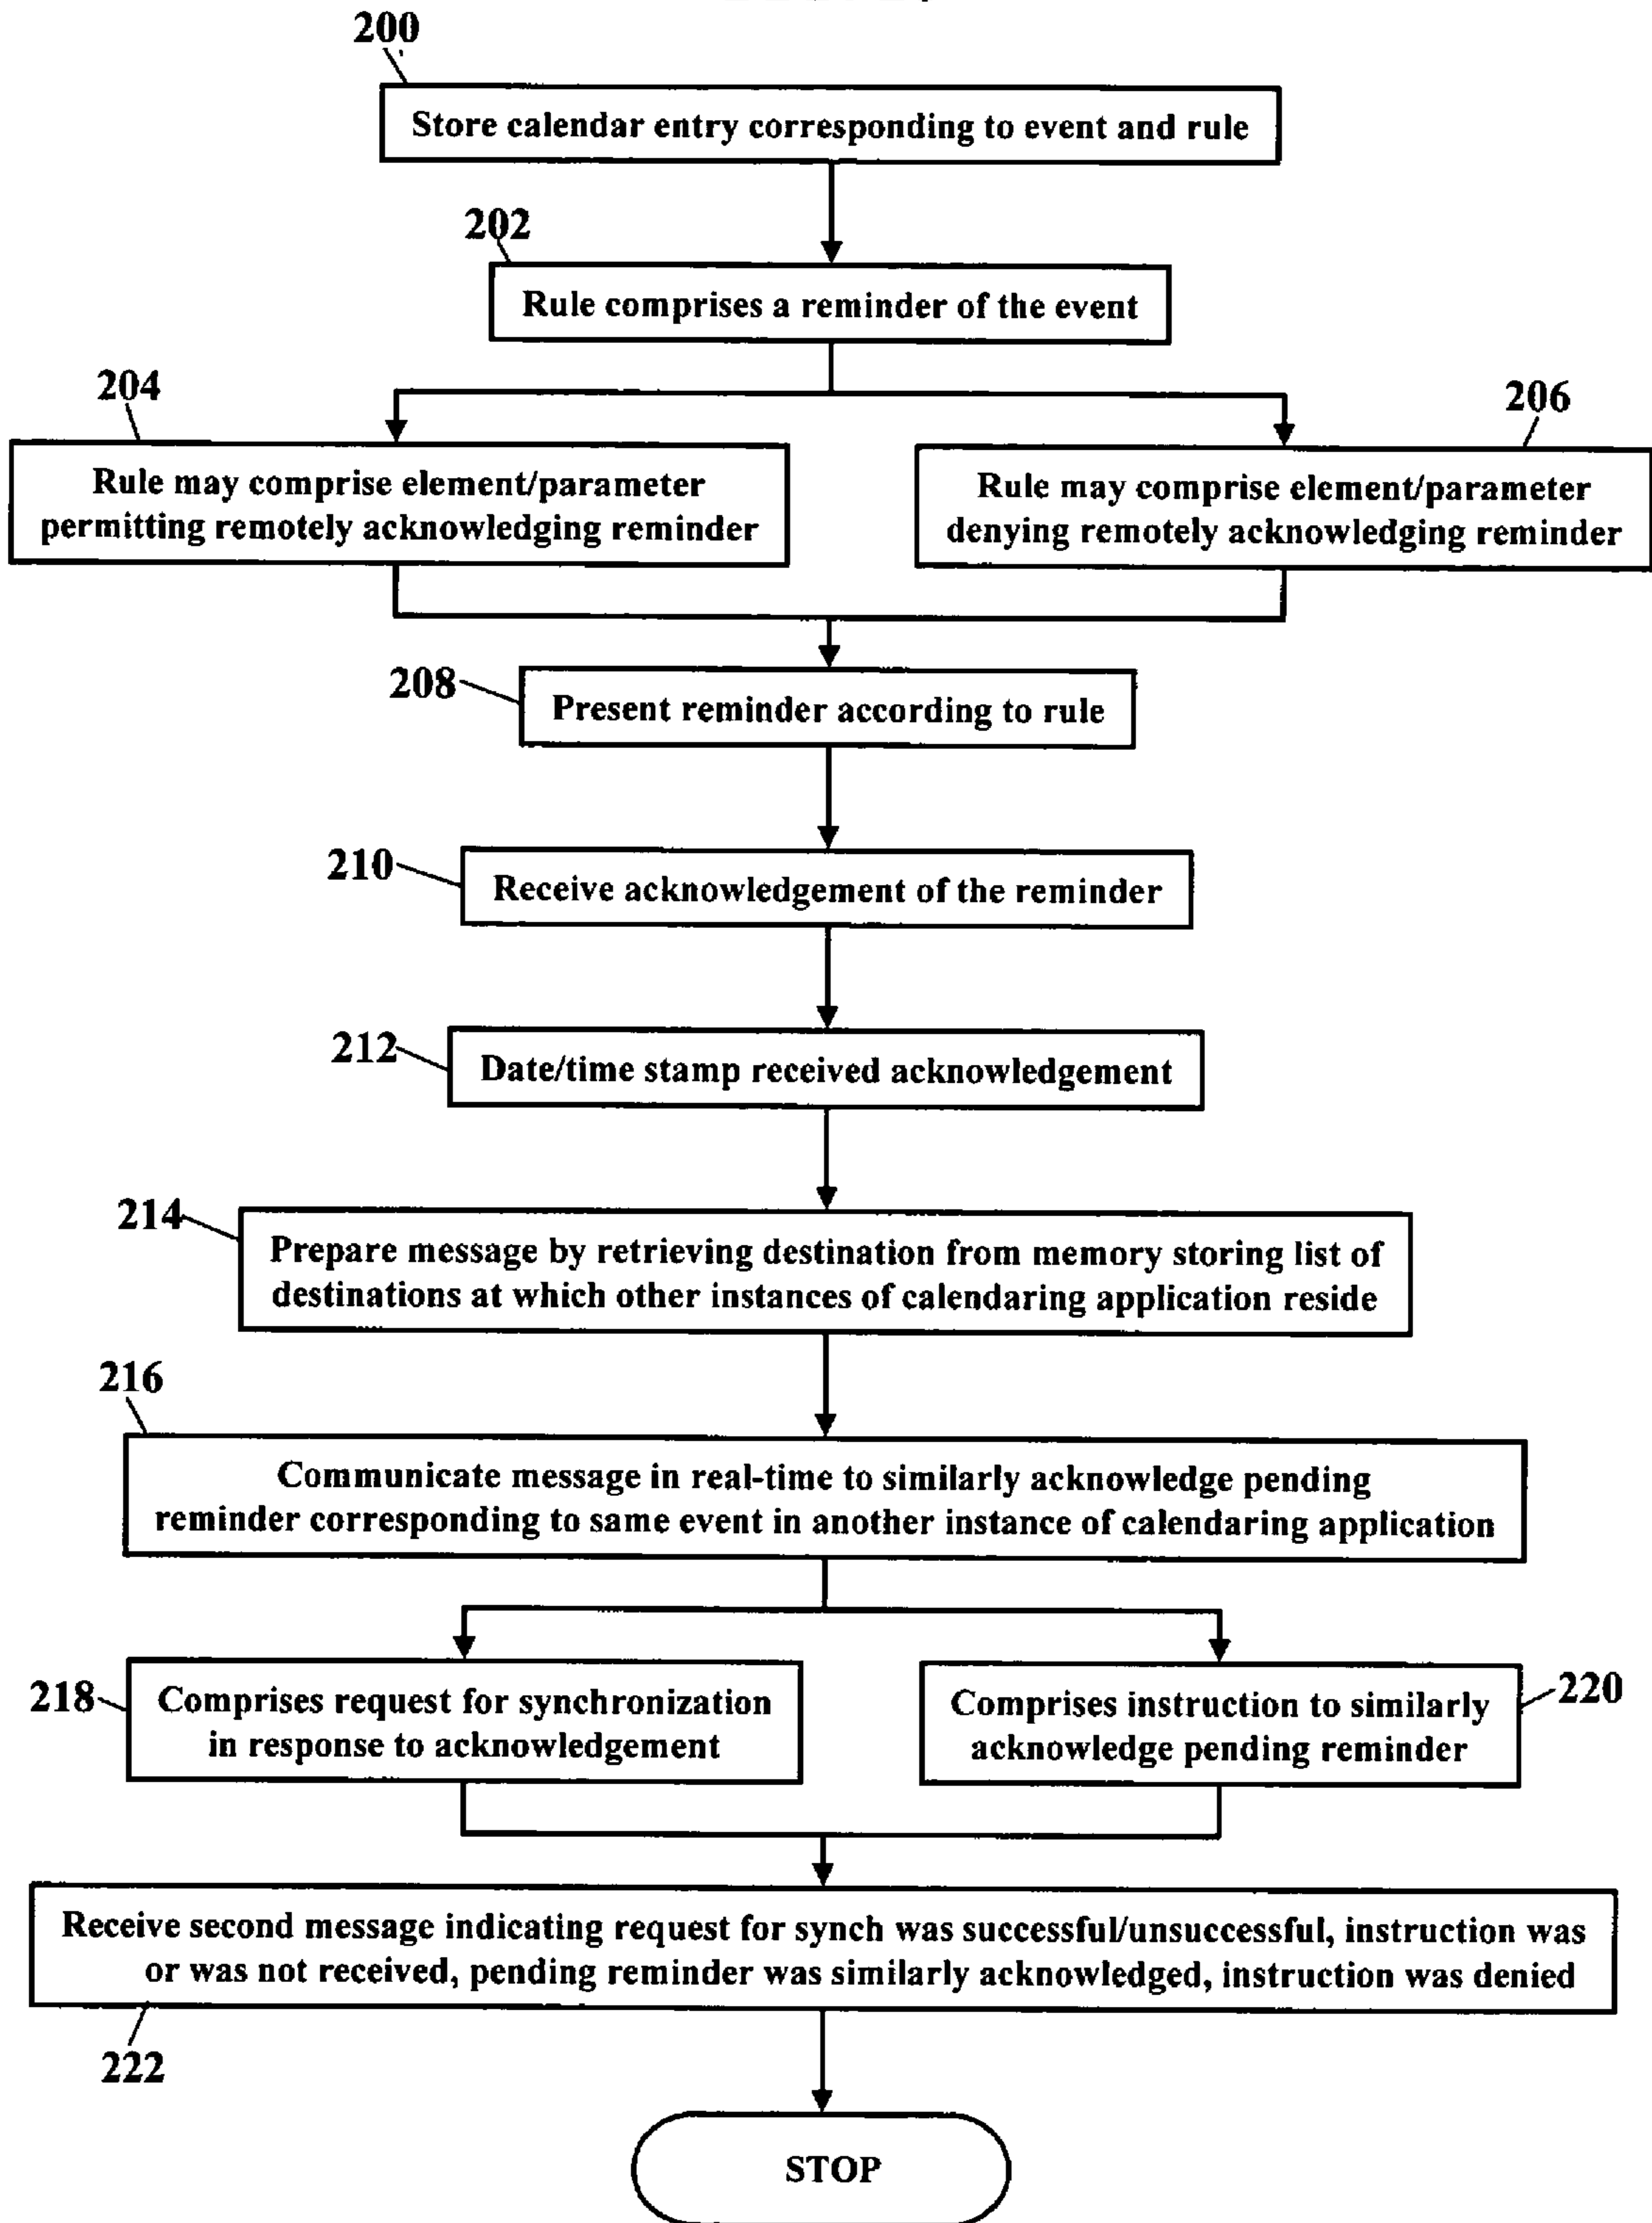 200
Store calendar entry corresponding to event and rule
202
Rule comprises a reminder of the event
204
206
Rule may comprise element/parameter
permitting remotely acknowledging reminder
Rule may comprise element/parameter
denying remotely acknowledging reminder
208
Present reminder according to rule
210
Receive acknowledgement of the reminder
212
Date/time stamp received acknowledgement
214
Prepare message by retrieving destination from memory storing list of
destinations at which other instances of calendaring application reside
216
Communicate message in real-time to similarly acknowledge pending
reminder corresponding to same event in another instance of calendaring application
218
Comprises request for synchronization
in response to acknowledgement
Comprises instruction to similarly
acknowledge pending reminder
220
Receive second message indicating request for synch was successful/unsuccessful, instruction was
or was not received, pending reminder was similarly acknowledged, instruction was denied
222
STOP